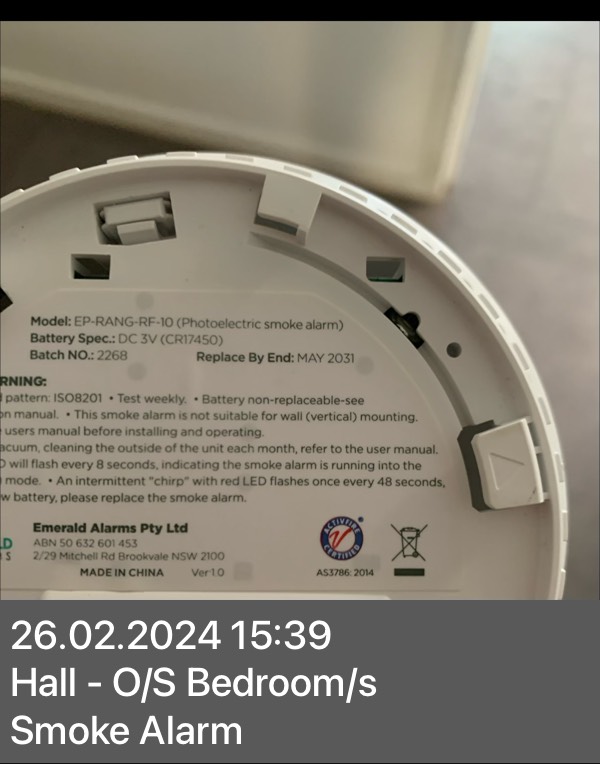 Model: EP-RANG-RF-10 (Photoelectric smoke alarm)
Battery Spec.: DC 3V (CR17450)
Batch NO.: 2268 Replace By End: MAY 2031
RNING:
pattern: ISO8201 • Test weekly. • Battery non-replaceable-see
on manual. • This smoke alarm is not suitable for wall (vertical) mounting.
users manual before installing and operating.
acuum, cleaning the outside of the unit each month, refer to the user manual.
will flash every 8 seconds, indicating the smoke alarm is running into the
mode. • An intermittent "chirp" with red LED flashes once every 48 seconds,
w battery, please replace the smoke alarm.
LD
S
Emerald Alarms Pty Ltd
ABN 50 632 601 453
2/29 Mitchell Rd Brookvale NSW 2100
MADE IN CHINA Ver1.0
ACTIVFIRE
CERTIFIED
AS3786: 2014
26.02.2024 15:39
Hall - O/S Bedroom/s
Smoke Alarm